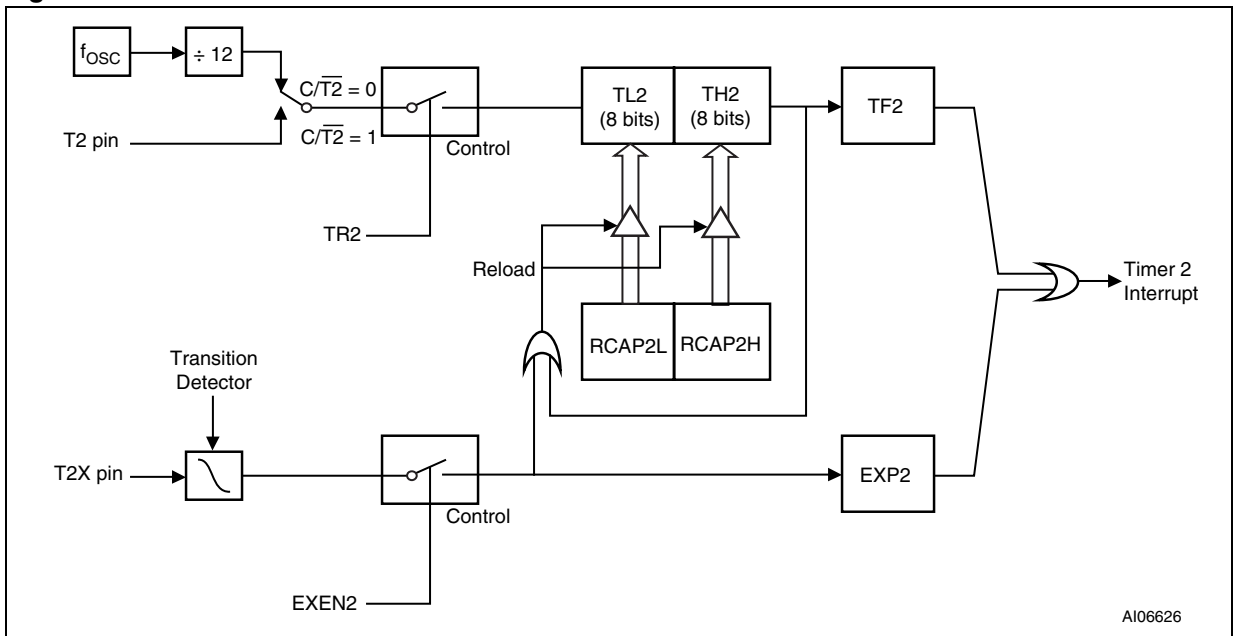 fOSC
÷ 12
C/T2 = 0
T2 pin
C/T2 = 1
Control
TR2
TL2
(8 bits)
TH2
(8 bits)
TF2
Reload
RCAP2L
RCAP2H
Timer 2
Interrupt
Transition
Detector
T2X pin
Control
EXEN2
EXP2
AI06626